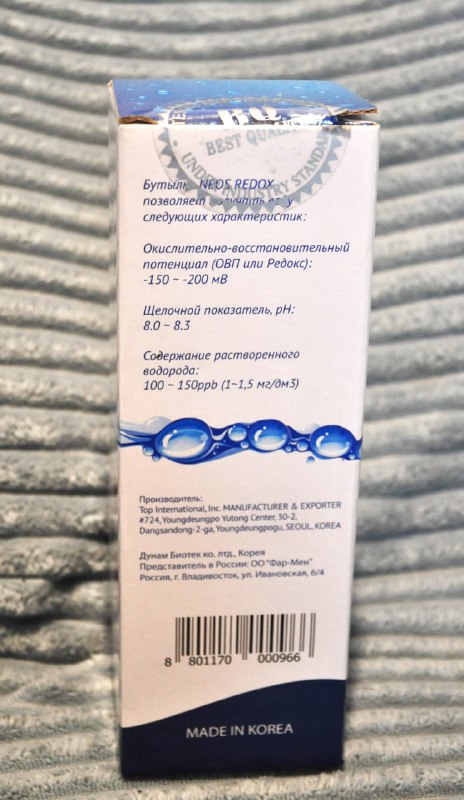 BQ
BEST QUALI
UNDER INDUSTRY STANDA
NEOS REDOX
позволяет получать воду
следующих характеристик:
Окислительно-восстановительный
потенциал (ОВП или Редокс):
-150 ~ -200 мВ
Щелочной показатель, pH:
8.0 ~ 8.3
Содержание растворенного
водорода:
100 ~ 150ppb (1~1,5 мг/дм3)
Производитель:
Top International, Inc. MANUFACTURER & EXPORTER
#724, Youngdeungpo Yutong Center, 30-2,
Dangsandong-2-ga, Youngdeungpogu, SEOUL, KOREA
Дунам Биотек ко. лтд., Корея
Представитель в России: ОО "Фар-Мен"
Россия, г. Владивосток, ул. Ивановская, 6/4
8 801170 000966
MADE IN KOREA